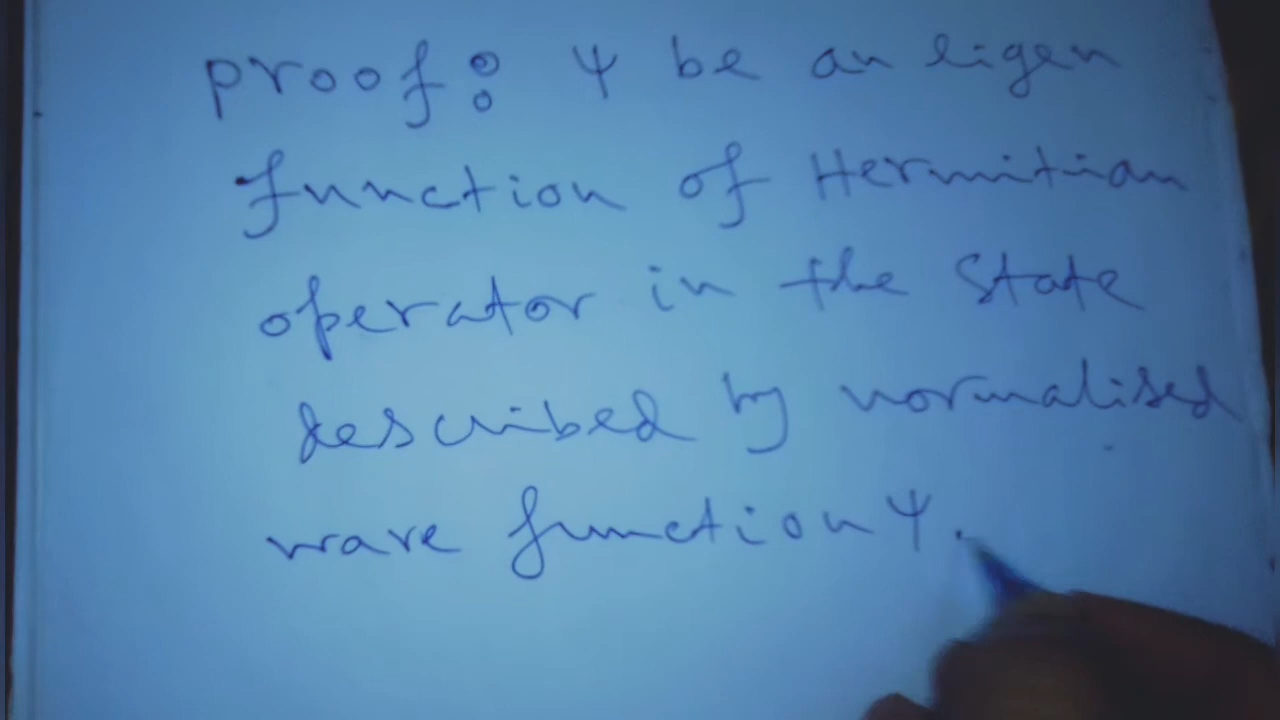 proof: ψ be an eigen
function of Hermitian
operator in the state
described by normalised
wave function ψ.